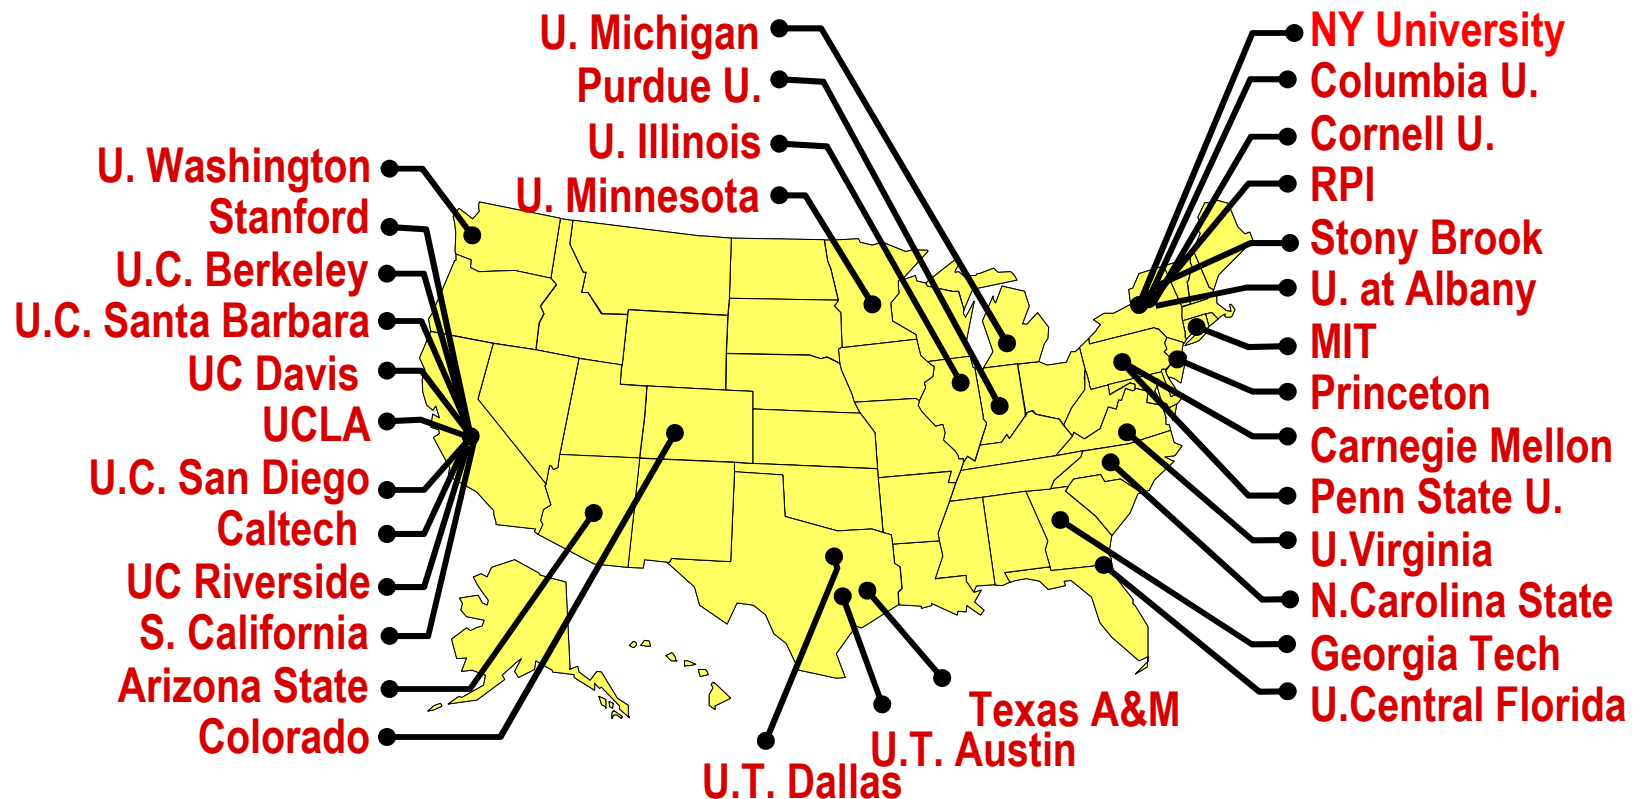 U. Michigan
Purdue U.
U. Illinois
U. Minnesota
U. Washington
Stanford
U.C. Berkeley
U.C. Santa Barbara
UC Davis
UCLA
U.C. San Diego
Caltech
UC Riverside
S. California
Arizona State
Colorado
NY University
Columbia U.
Cornell U.
RPI
Stony Brook
U. at Albany
MIT
Princeton
Carnegie Mellon
Penn State U.
U.Virginia
N.Carolina State
Georgia Tech
U.Central Florida
Texas A&M
U.T. Austin
U.T. Dallas